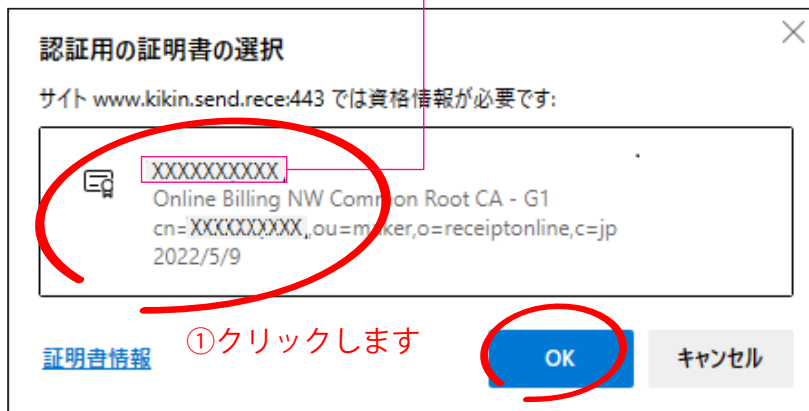 認証用の証明書の選択
サイト www.kikin.send.rece:443 では資格情報が必要です:
XXXXXXXXXX
Online Billing NW Common Root CA - G1
cn=XXXXXXXXXX,ou=maker,o=receiptonline,c=jp
2022/5/9
①クリックします
証明書情報
OK
キャンセル